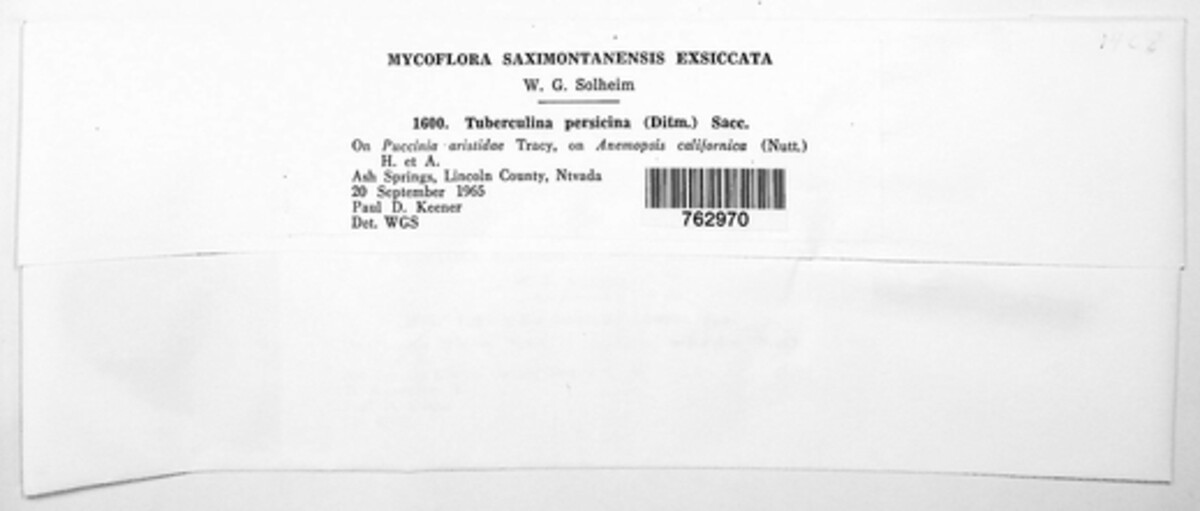 MYCOFLORA SAXIMONTANENSIS EXSICCATA
W. G. Solheim
1600. Tuberculina persicina (Ditm.) Sacc.
On Puccinia aristidae Tracy, on Anemopsis californica (Nutt.)
H. et A.
Ash Springs, Lincoln County, Nevada
20 September 1965
Paul D. Keener
Det. WGS
762970